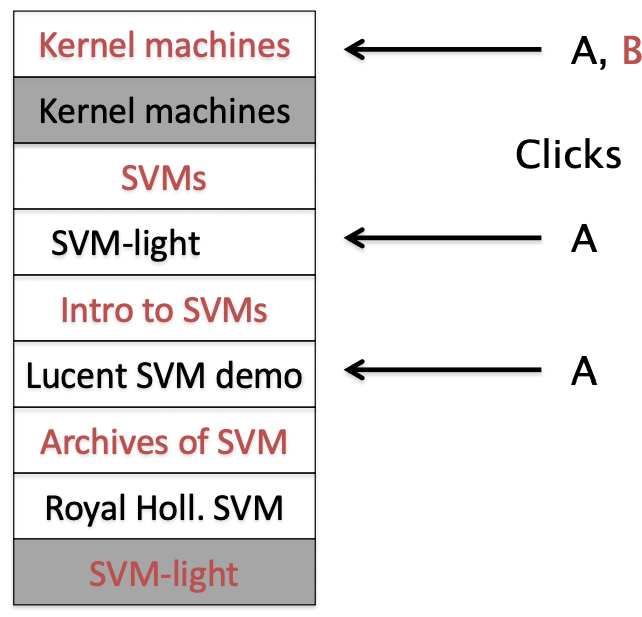 Kernel machines
A, B
Kernel machines
Clicks
SVMs
SVM-light
A
Intro to SVMs
Lucent SVM demo
A
Archives of SVM
Royal Holl. SVM
SVM-light